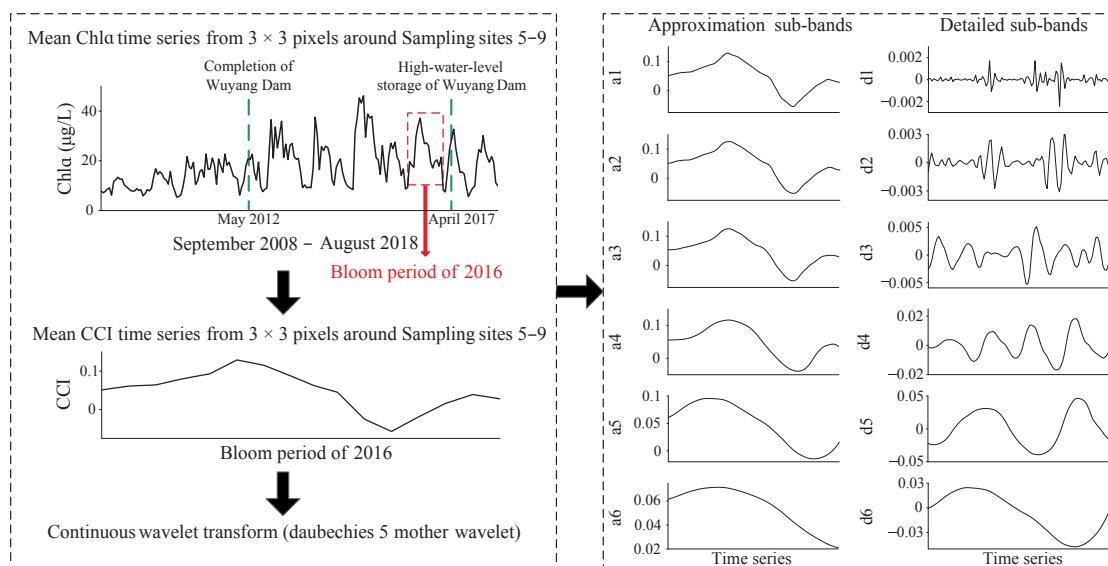 Mean Chlɑ time series from 3 × 3 pixels around Sampling sites 5–9
Completion of
Wuyang Dam
High-water-level
storage of Wuyang Dam
Chlɑ (µg/L)
40
20
0
May 2012
April 2017
September 2008 – August 2018
Bloom period of 2016
Mean CCI time series from 3 × 3 pixels around Sampling sites 5–9
CCI
0.1
0
Bloom period of 2016
Continuous wavelet transform (daubechies 5 mother wavelet)
Approximation sub-bands
Detailed sub-bands
a1
0.1
0
d1
0.002
0
−0.002
a2
0.1
0
d2
0.003
0
−0.003
a3
0.1
0
d3
0.005
0
−0.005
a4
0.1
0
d4
0.02
0
−0.02
a5
0.10
0.05
0
d5
0.05
0
−0.05
a6
0.06
0.04
0.02
d6
0.03
0
−0.03
Time series
Time series